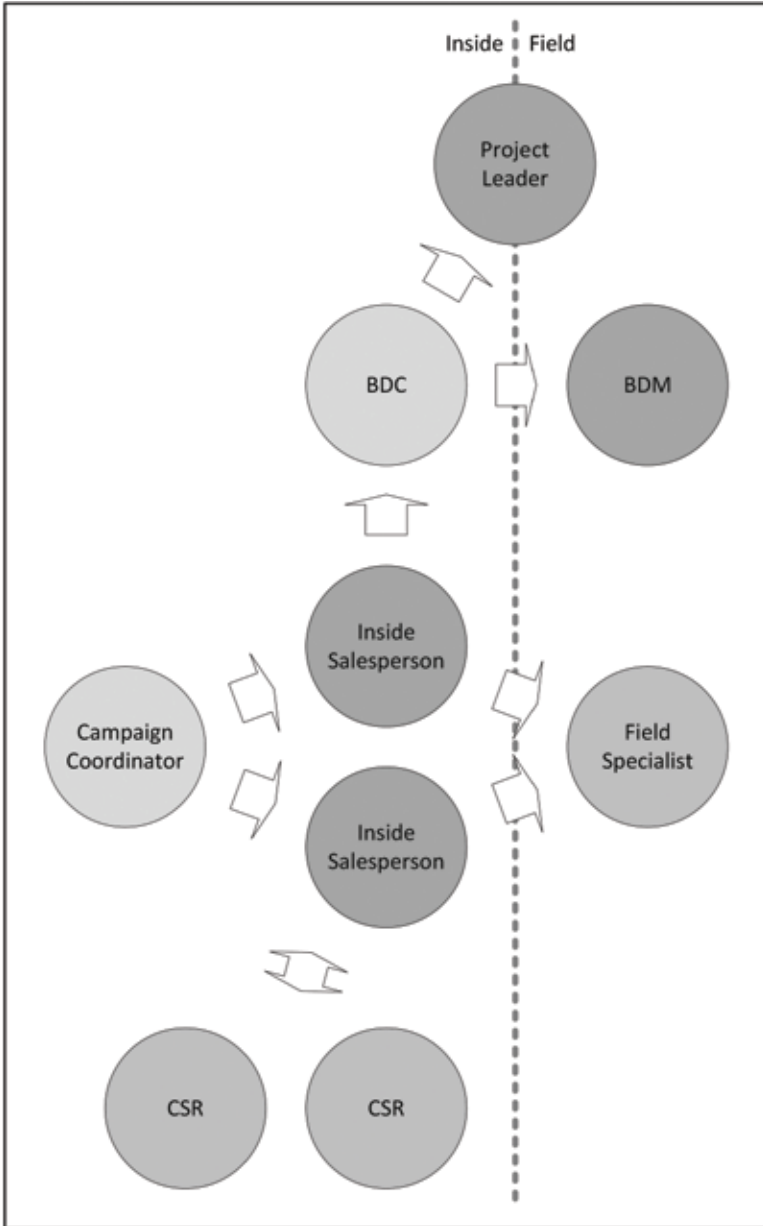 Inside
Field
Project
Leader
BDC
BDM
Inside
Salesperson
Campaign
Coordinator
Field
Specialist
Inside
Salesperson
CSR
CSR